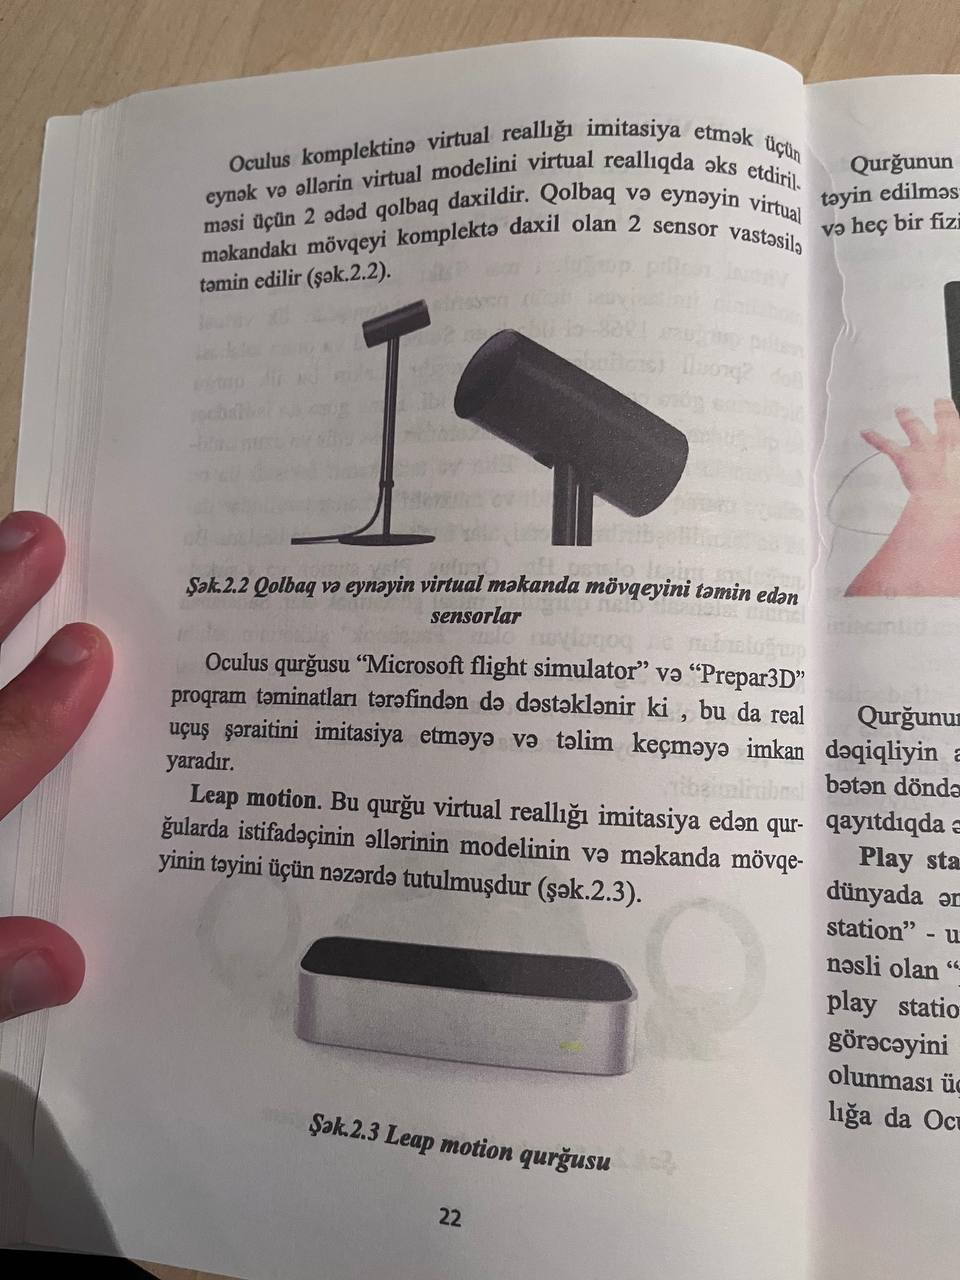 Oculus komplektinə virtual reallığı imitasiya etmək üçün
eynək və əllərin virtual modelini virtual reallıqda əks etdiril-
məsi üçün 2 ədəd qolbaq daxildir. Qolbaq və eynəyin virtual
məkandakı mövqeyi komplektə daxil olan 2 sensor vastəsilə
təmin edilir (şək.2.2).
Şək.2.2 Qolbaq və eynəyin virtual məkanda mövqeyini təmin edən
sensorlar
Oculus qurğusu “Microsoft flight simulator” və “Prepar3D”
proqram təminatları tərəfindən də dəstəklənir ki , bu da real
uçuş şəraitini imitasiya etməyə və təlim keçməyə imkan
yaradır.
Leap motion. Bu qurğu virtual reallığı imitasiya edən qur-
ğularda istifadəçinin əllərinin modelinin və məkanda mövqe-
yinin təyini üçün nəzərdə tutulmuşdur (şək.2.3).
Şək.2.3 Leap motion qurğusu
22
Qurğunun
təyin edilməs
və heç bir fizi
Qurğunu
dəqiqliyin
bətən döndə
qayıtdıqda
Play sta
dünyada ən
station” - u
nəsli olan “
play statio
görəcəyini
olunması üç
lığa da Ocu